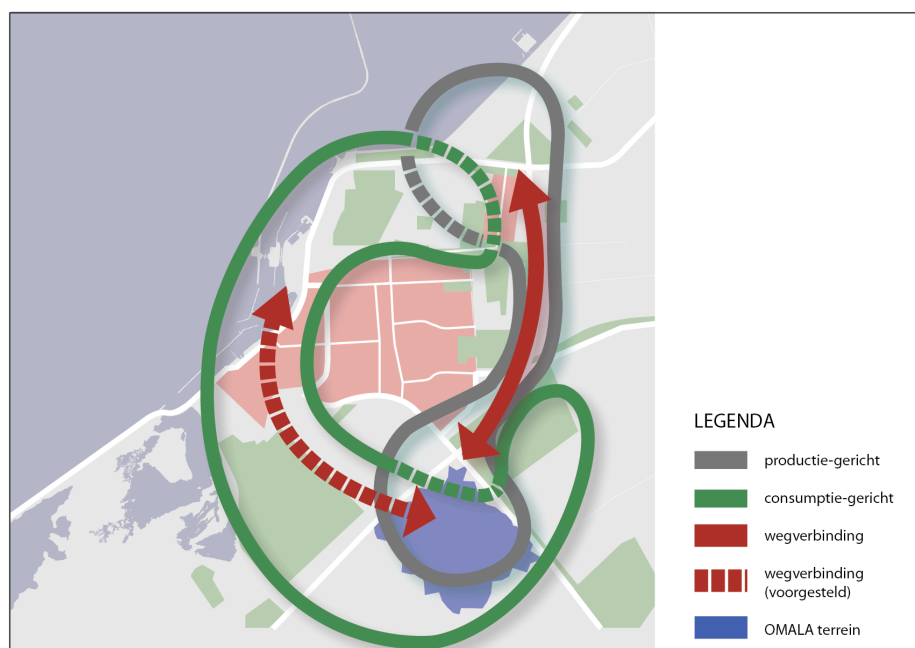 LEGENDA
productie-gericht
consumptie-gericht
wegverbinding
wegverbinding
(voorgesteld)
OMALA terrein